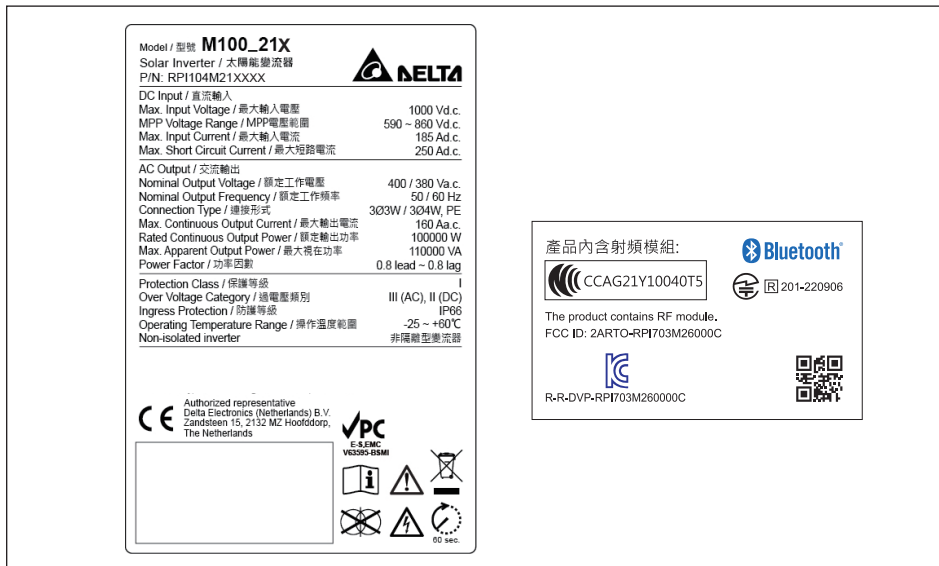 Model / 型號 M100_21X
Solar Inverter / 太陽能變流器
P/N: RPI104M21XXXX
DELTA
DC Input / 直流輸入
Max. Input Voltage / 最大輸入電壓 1000 Vd.c.
MPP Voltage Range / MPP電壓範圍 590 ~ 860 Vd.c.
Max. Input Current / 最大輸入電流 185 Ad.c.
Max. Short Circuit Current / 最大短路電流 250 Ad.c.
AC Output / 交流輸出
Nominal Output Voltage / 額定工作電壓 400 / 380 Va.c.
Nominal Output Frequency / 額定工作頻率 50 / 60 Hz
Connection Type / 連接形式 3Ø3W / 3Ø4W, PE
Max. Continuous Output Current / 最大輸出電流 160 Aa.c.
Rated Continuous Output Power / 額定輸出功率 100000 W
Max. Apparent Output Power / 最大視在功率 110000 VA
Power Factor / 功率因數 0.8 lead ~ 0.8 lag
Protection Class / 保護等級 I
Over Voltage Category / 過電壓類別 III (AC), II (DC)
Ingress Protection / 防護等級 IP66
Operating Temperature Range / 操作溫度範圍 -25 ~ +60℃
Non-isolated inverter 非隔離型變流器
CE
Authorized representative
Delta Electronics (Netherlands) B.V.
Zandsteen 15, 2132 MZ Hoofddorp,
The Netherlands
VPC
E-S,EMC
V63595-BSMI
i
60 sec.
產品內含射頻模組:
CCAG21Y10040T5
Bluetooth®
R 201-220906
The product contains RF module.
FCC ID: 2ARTO-RPI703M26000C
R-R-DVP-RPI703M260000C